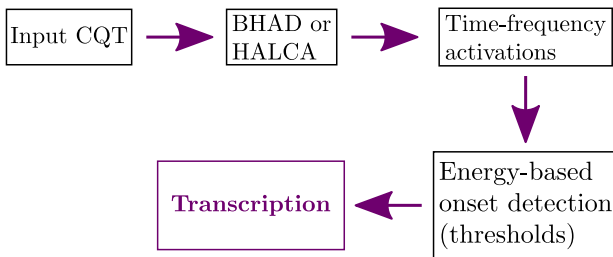 Input CQT
BHAD or
HALCA
Time-frequency
activations
Energy-based
onset detection
(thresholds)
Transcription